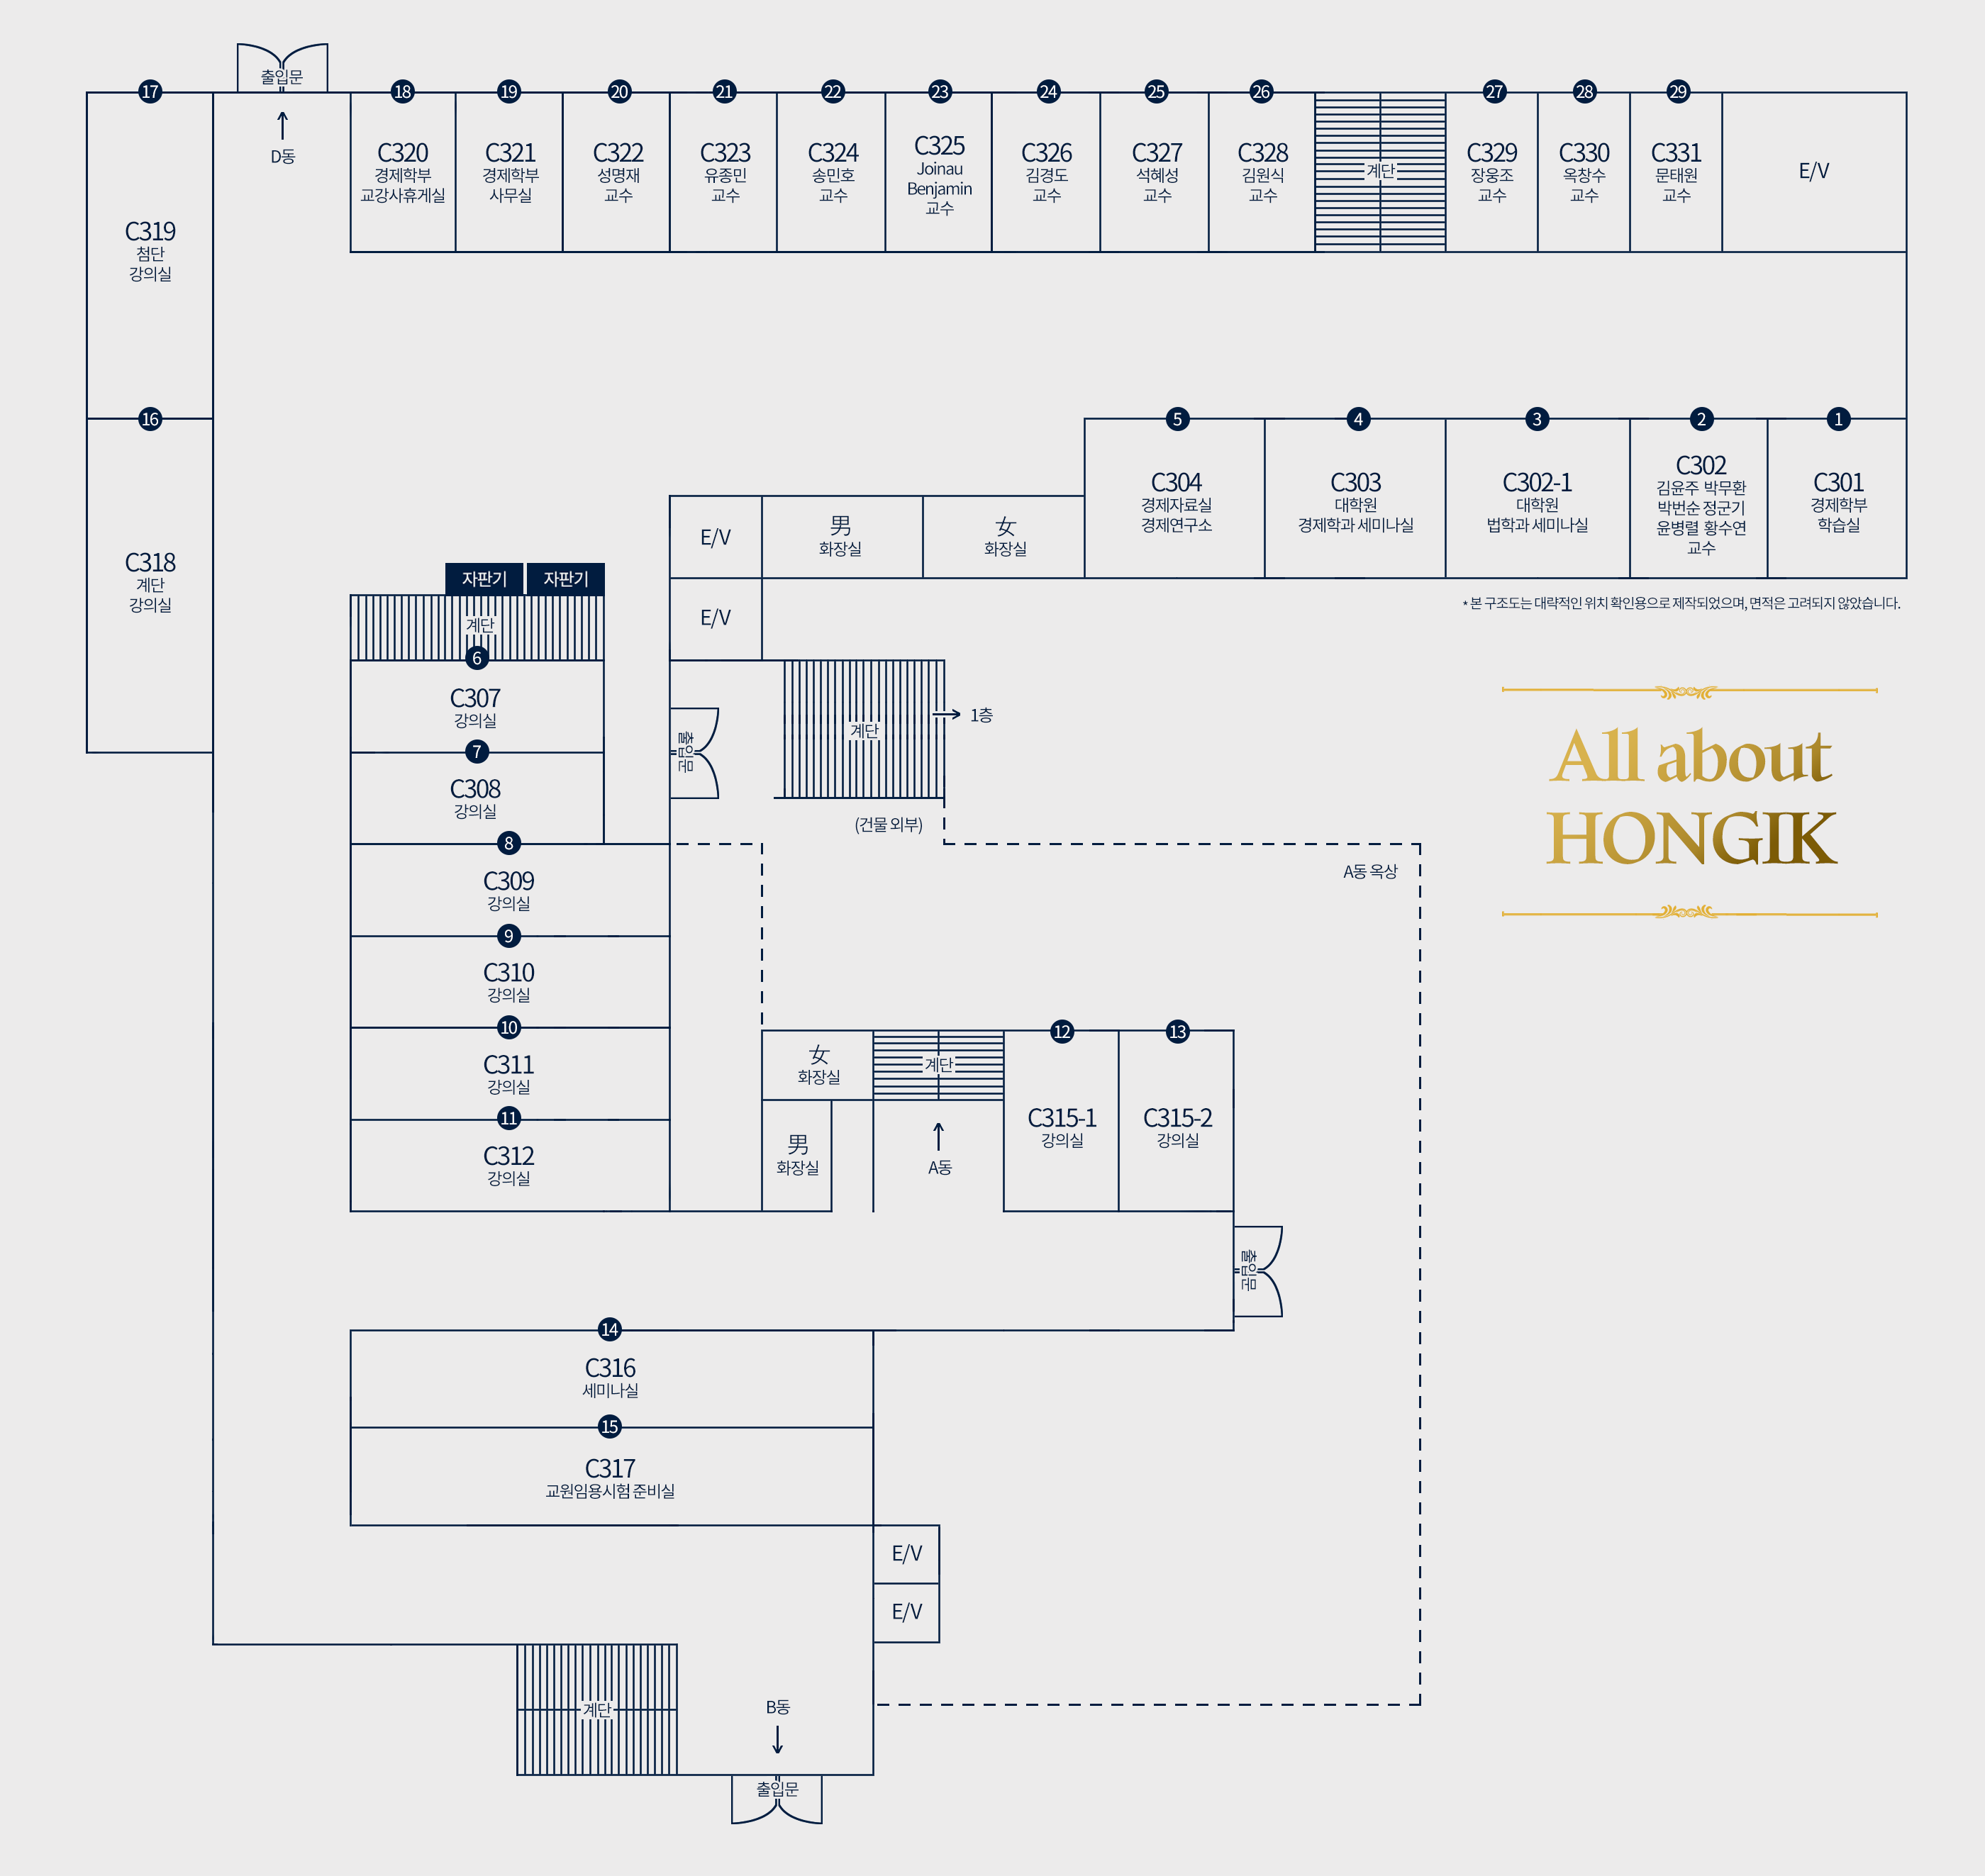 출입문
D동
17
C319
첨단
강의실
18
C320
경제학부
교강사휴게실
19
C321
경제학부
사무실
20
C322
성명재
교수
21
C323
유종민
교수
22
C324
송민호
교수
23
C325
Joinau
Benjamin
교수
24
C326
김경도
교수
25
C327
석혜성
교수
26
C328
김원식
교수
계단
27
C329
장웅조
교수
28
C330
옥창수
교수
29
C331
문태원
교수
E/V
16
C318
계단
강의실
5
C304
경제자료실
경제연구소
4
C303
대학원
경제학과 세미나실
3
C302-1
대학원
법학과 세미나실
2
C302
김윤주 박무환
박번순 정군기
윤병렬 황수연
교수
1
C301
경제학부
학습실
E/V
男
화장실
女
화장실
E/V
* 본 구조도는 대략적인 위치 확인용으로 제작되었으며, 면적은 고려되지 않았습니다.
자판기
자판기
계단
6
C307
강의실
7
C308
강의실
출입문
계단
1층
(건물 외부)
A동 옥상
All about
HONGIK
8
C309
강의실
9
C310
강의실
10
C311
강의실
11
C312
강의실
女
화장실
계단
男
화장실
A동
12
C315-1
강의실
13
C315-2
강의실
출입문
14
C316
세미나실
15
C317
교원임용시험 준비실
E/V
E/V
계단
B동
출입문